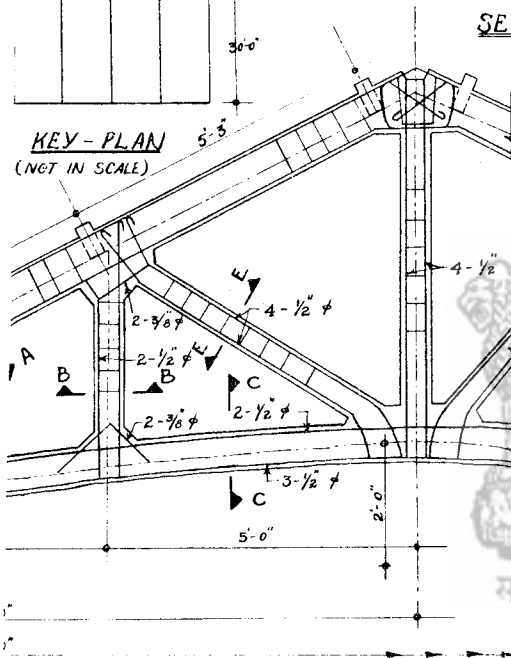 SE
30'-0"
KEY-PLAN
(NOT IN SCALE)
5'-3"
E
4-½" φ
4-½"
2-⅜" φ
A
2-½" φ
E
B
B
C
2-⅜" φ
2-½" φ
3-½" φ
C
2'-0"
5'-0"